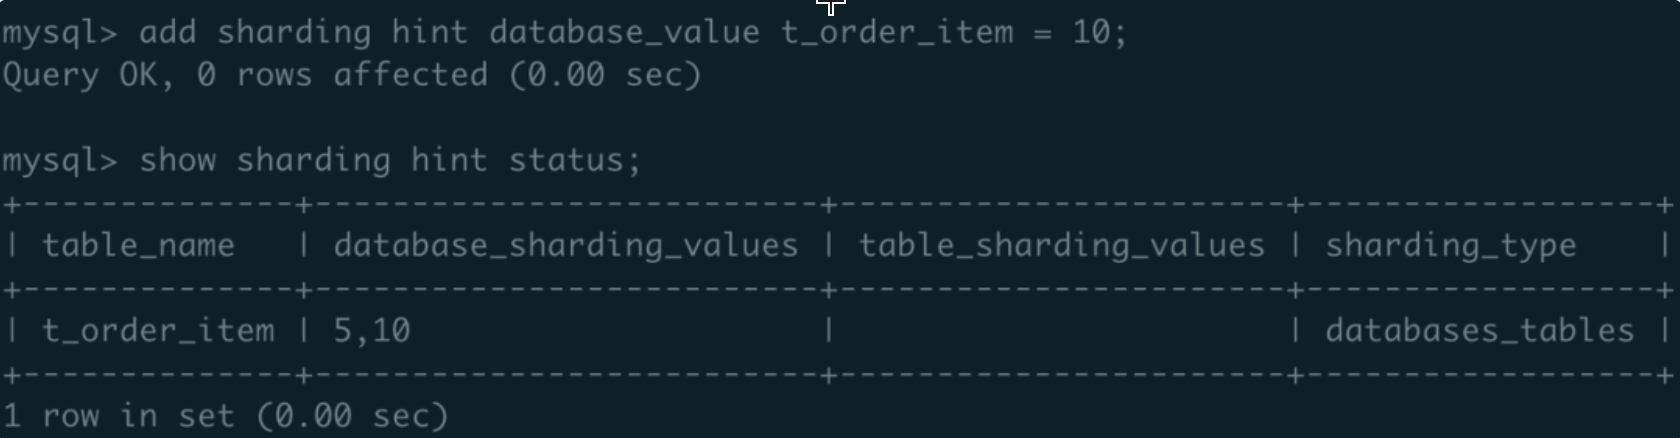 mysql> add sharding hint database_value t_order_item = 10;
Query OK, 0 rows affected (0.00 sec)

mysql> show sharding hint status;
+--------------+--------------------------+-----------------------+------------------+
| table_name   | database_sharding_values | table_sharding_values | sharding_type    |
+--------------+--------------------------+-----------------------+------------------+
| t_order_item | 5,10                     |                       | databases_tables |
+--------------+--------------------------+-----------------------+------------------+
1 row in set (0.00 sec)